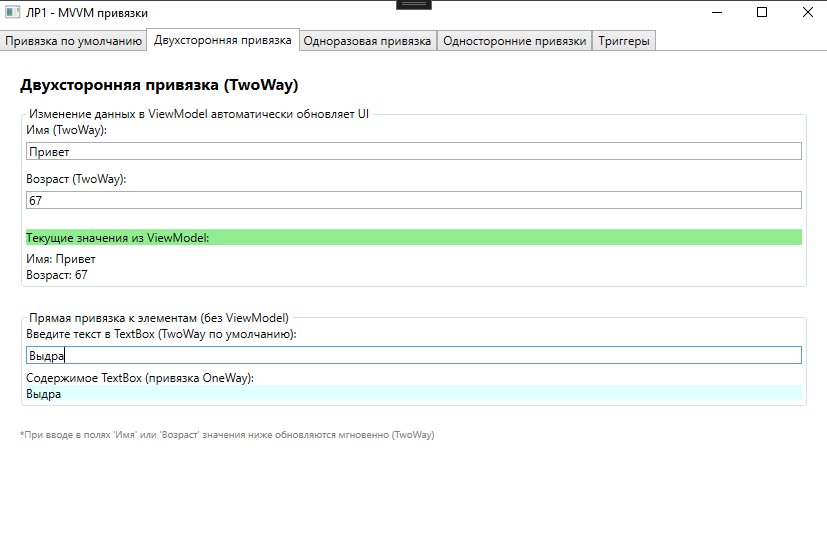 ЛР1 - MVVM привязки
Привязка по умолчанию Двухсторонняя привязка Одноразовая привязка Односторонние привязки Триггеры
Двухсторонняя привязка (TwoWay)
Изменение данных в ViewModel автоматически обновляет UI
Имя (TwoWay):
Привет
Возраст (TwoWay):
67
Текущие значения из ViewModel:
Имя: Привет
Возраст: 67
Прямая привязка к элементам (без ViewModel)
Введите текст в TextBox (TwoWay по умолчанию):
Выдра
Содержимое TextBox (привязка OneWay):
Выдра
*При вводе в полях 'Имя' или 'Возраст' значения ниже обновляются мгновенно (TwoWay)